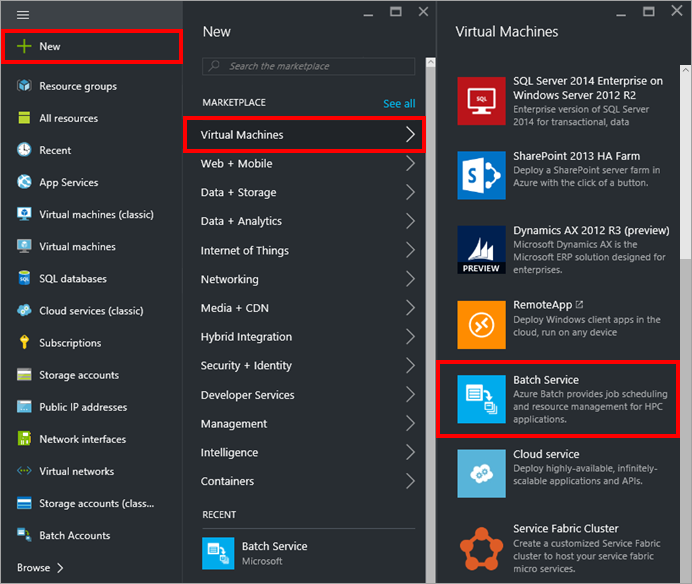 New
Resource groups
All resources
Recent
App Services
Virtual machines (classic)
Virtual machines
SQL databases
Cloud services (classic)
Subscriptions
Storage accounts
Public IP addresses
Network interfaces
Virtual networks
Storage accounts (class...
Batch Accounts
Browse
New
Search the marketplace
MARKETPLACE
See all
Virtual Machines
Web + Mobile
Data + Storage
Data + Analytics
Internet of Things
Networking
Media + CDN
Hybrid Integration
Security + Identity
Developer Services
Management
Intelligence
Containers
RECENT
Batch Service
Microsoft
Virtual Machines
SQL
SQL Server 2014 Enterprise on
Windows Server 2012 R2
Enterprise version of SQL Server
2014 for transactional, data
S
SharePoint 2013 HA Farm
Deploy a SharePoint server farm in
Azure with the click of a button.
PREVIEW
Dynamics AX 2012 R3 (preview)
Microsoft Dynamics AX is the
Microsoft ERP solution designed for
enterprises.
RemoteApp
Deploy Windows client apps in the
cloud, run on any device
Batch Service
Azure Batch provides job scheduling
and resource management for HPC
applications.
Cloud service
Deploy highly-available, infinitely-
scalable applications and APIs.
Service Fabric Cluster
Create a customized Service Fabric
cluster to host your service fabric
micro services.